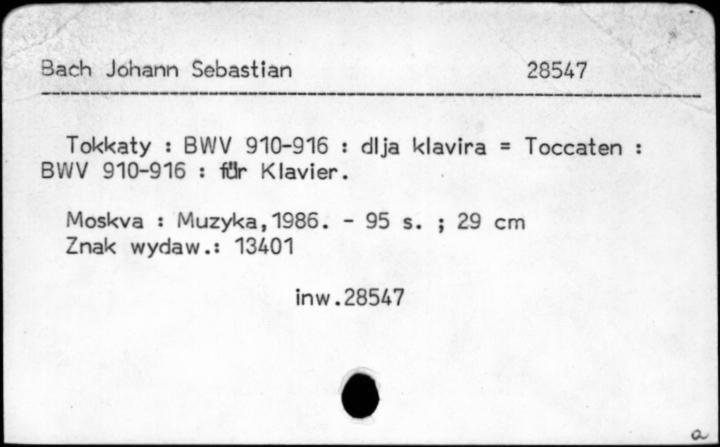 Bach Johann Sebastian 28547
Tokkaty : BWV 910-916 : dlja klavira = Toccaten :
BWV 910-916 : für Klavier.
Moskva : Muzyka,1986. - 95 s. ; 29 cm
Znak wydaw.: 13401
inw.28547
a